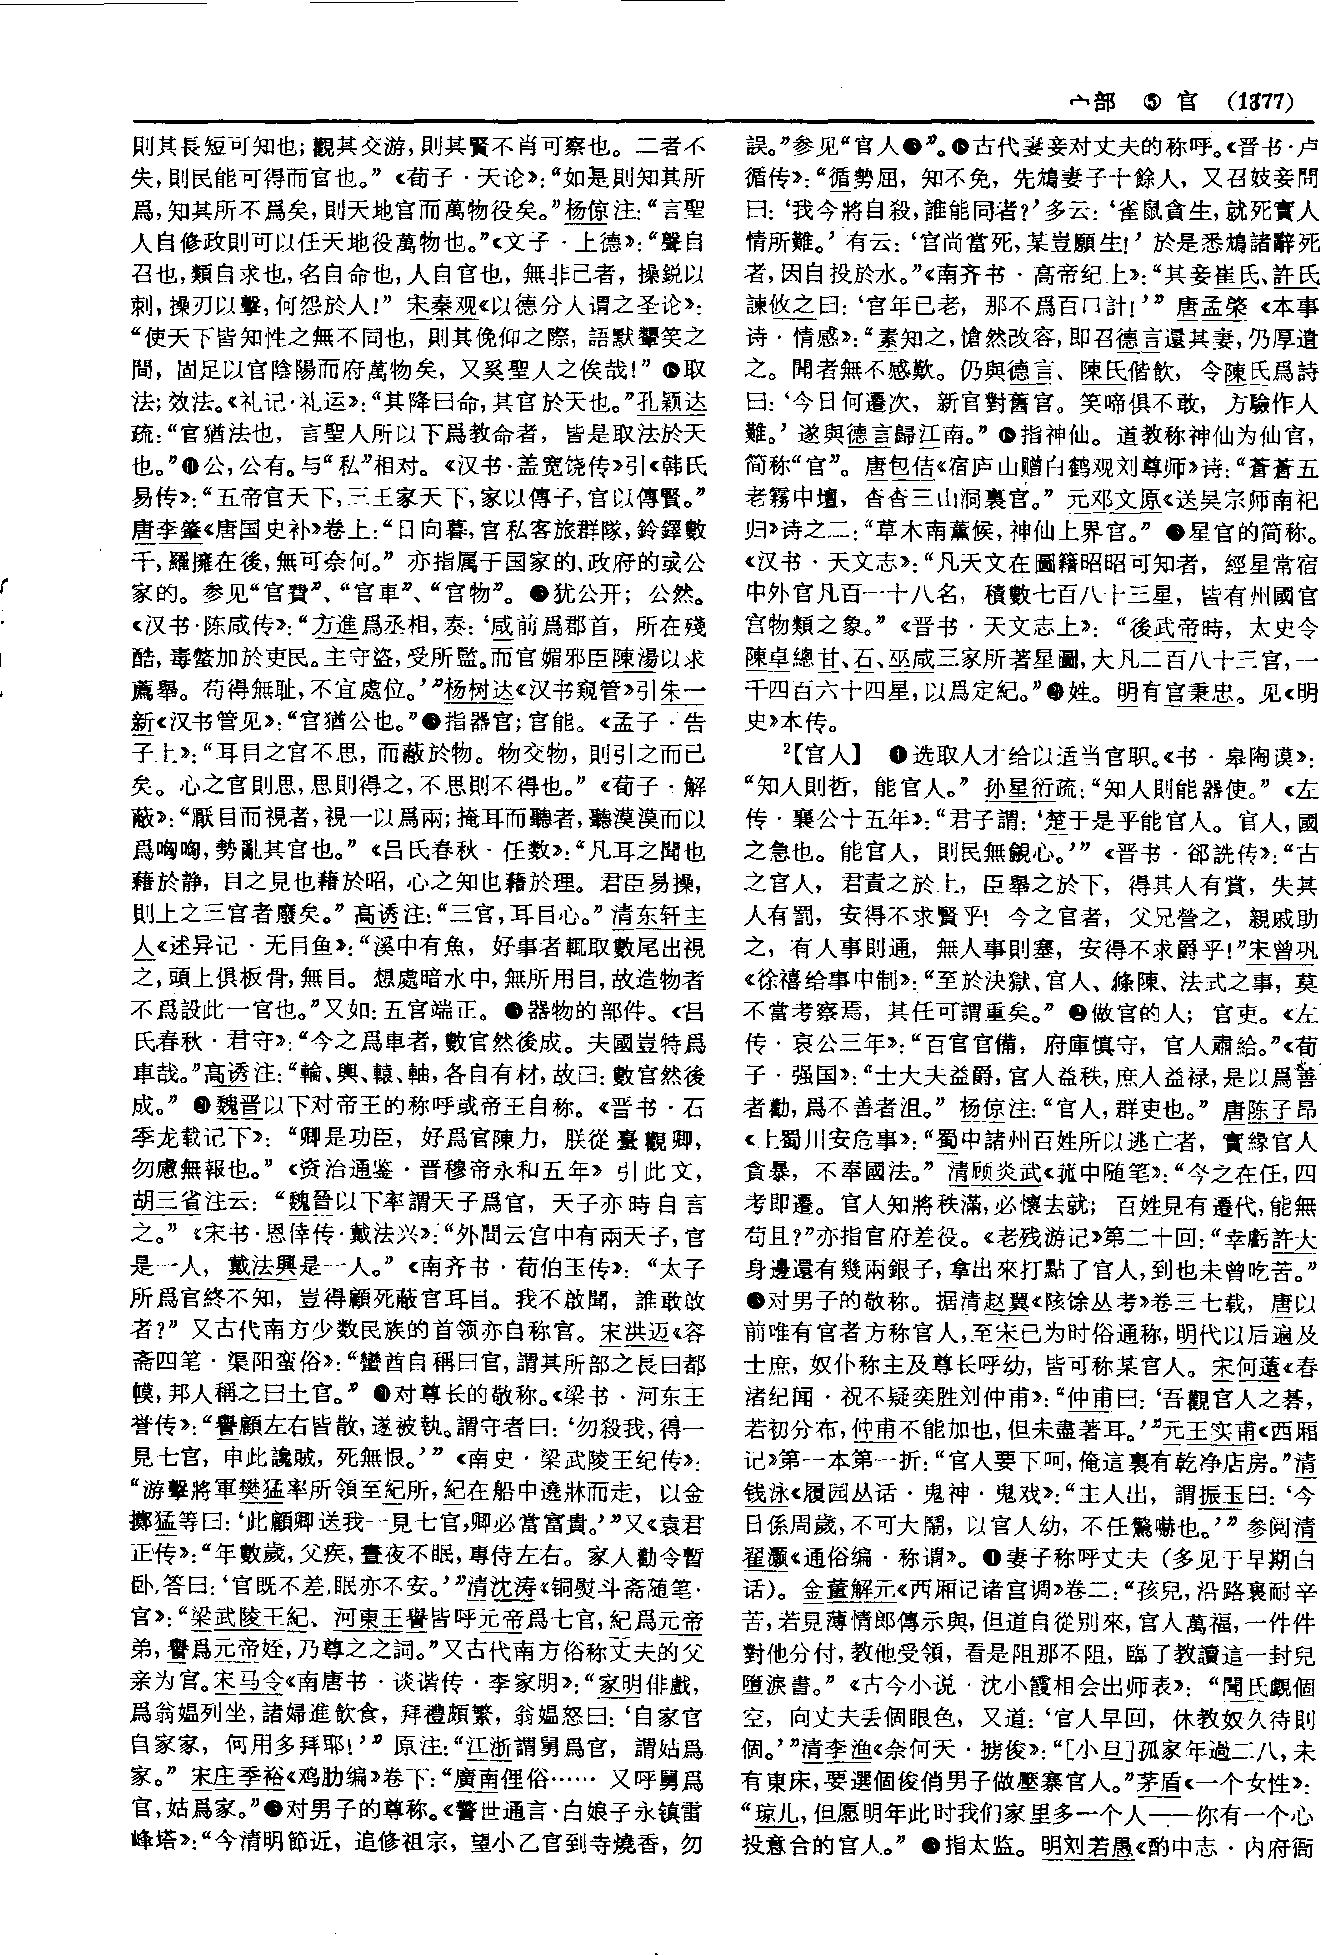 宀部 ⑤ 官 (1377)
則其長短可知也；觀其交游，則其賢不肖可察也。二者不
失，則民能可得而官也。”《荀子·天论》：“如是則知其所
爲，知其所不爲矣，則天地官而萬物役矣。”杨倞注：“言聖
人自修政則可以任天地役萬物也。”《文子·上德》：“聲自
召也，類自求也，名自命也，人自官也，無非己者，操鋭以
刺，操刃以擊，何怨於人！”宋秦观《以德分人谓之圣论》：
“使天下皆知性之無不同也，則其俛仰之際，語默顰笑之
間，固足以官陰陽而府萬物矣，又奚聖人之俟哉！”取
法；效法。《礼记·礼运》：“其降曰命，其官於天也。”孔颖达
疏：“官猶法也，言聖人所以下爲教命者，皆是取法於天
也。”公，公有。与“私”相对。《汉书·盖宽饶传》引《韩氏
易传》：“五帝官天下，三王家天下，家以傳子，官以傳賢。”
唐李肇《唐国史补》卷上：“日向暮，官私客旅群隊，鈴鐸數
千，羅擁在後，無可奈何。”亦指属于国家的、政府的或公
家的。参见“官費”、“官車”、“官物”。犹公开；公然。
《汉书·陈咸传》：“方進爲丞相，奏：‘咸前爲郡首，所在殘
酷，毒螫加於吏民。主守盜，受所監。而官媚邪臣陳湯以求
薦舉。苟得無耻，不宜處位。’”杨树达《汉书窥管》引朱一
新《汉书管见》：“官猶公也。”指器官；官能。《孟子·告
子上》：“耳目之官不思，而蔽於物。物交物，則引之而已
矣。心之官則思，思則得之，不思則不得也。”《荀子·解
蔽》：“厭目而視者，視一以爲兩；掩耳而聽者，聽漠漠而以
爲哅哅，勢亂其官也。”《吕氏春秋·任数》：“凡耳之聞也
藉於静，目之見也藉於昭，心之知也藉於理。君臣易操，
則上之三官者廢矣。”高诱注：“三官，耳目心。”清东轩主
人《述异记·无目鱼》：“溪中有魚，好事者輒取數尾出視
之，頭上俱板骨，無目。想處暗水中，無所用目，故造物者
不爲設此一官也。”又如：五官端正。器物的部件。《吕
氏春秋·君守》：“今之爲車者，數官然後成。夫國豈特爲
車哉。”高诱注：“輪、輿、轅、軸，各自有材，故曰：數官然後
成。”魏晋以下对帝王的称呼或帝王自称。《晋书·石
季龙载记下》：“卿是功臣，好爲官陳力，朕從臺觀卿，
勿慮無報也。”《资治通鉴·晋穆帝永和五年》引此文，
胡三省注云：“魏晉以下率謂天子爲官，天子亦時自言
之。”《宋书·恩倖传·戴法兴》：“外間云宫中有兩天子，官
是一人，戴法興是一人。”《南齐书·荀伯玉传》：“太子
所爲官終不知，豈得顧死蔽官耳目。我不啟聞，誰敢啟
者？”又古代南方少数民族的首领亦自称官。宋洪迈《容
斋四笔·渠阳蛮俗》：“蠻酋自稱曰官，謂其所部之長曰都
幙，邦人稱之曰土官。”对尊长的敬称。《梁书·河东王
誉传》：“譽顧左右皆散，遂被執。謂守者曰：‘勿殺我，得一
見七官，申此讒賊，死無恨。’”《南史·梁武陵王纪传》：
“游擊將軍樊猛率所領至紀所，紀在船中遶牀而走，以金
擲猛等曰：‘此顧卿送我一見七官，卿必當富貴。’”又《袁君
正传》：“年數歲，父疾，晝夜不眠，專侍左右。家人勸令暫
卧，答曰：‘官既不差，眠亦不安。’”清沈涛《铜熨斗斋随笔·
官》：“梁武陵王紀、河東王譽皆呼元帝爲七官，紀爲元帝
弟，譽爲元帝姪，乃尊之之詞。”又古代南方俗称丈夫的父
亲为官。宋马令《南唐书·谈谐传·李家明》：“家明俳戲，
爲翁媪列坐，諸婦進飲食，拜禮頗繁，翁媪怒曰：‘自家官
自家家，何用多拜耶！’”原注：“江浙謂舅爲官，謂姑爲
家。”宋庄季裕《鸡肋编》卷下：“廣南俚俗……又呼舅爲
官，姑爲家。”对男子的尊称。《警世通言·白娘子永镇雷
峰塔》：“今清明節近，追修祖宗，望小乙官到寺燒香，勿
誤。”参见“官人”。古代妻妾对丈夫的称呼。《晋书·卢
循传》：“循勢屈，知不免，先鴆妻子十餘人，又召妓妾問
曰：‘我今將自殺，誰能同者？’多云：‘雀鼠貪生，就死實人
情所難。’有云：‘官尚當死，某豈願生！’於是悉鴆諸辭死
者，因自投於水。”《南齐书·高帝纪上》：“其妾崔氏、許氏
諫攸之曰：‘官年已老，那不爲百口計！’”唐孟棨《本事
诗·情感》：“素知之，愴然改容，即召德言還其妻，仍厚遺
之。聞者無不感歎。仍與德言、陳氏偕飲，令陳氏爲詩
曰：‘今日何遷次，新官對舊官。笑啼俱不敢，方驗作人
難。’遂與德言歸江南。”指神仙。道教称神仙为仙官，
简称“官”。唐包佶《宿庐山赠白鹤观刘尊师》诗：“蒼蒼五
老霧中壇，杳杳三山洞裏官。”元邓文原《送吴宗师南祀
归》诗之二：“草木南薰候，神仙上界官。”星官的简称。
《汉书·天文志》：“凡天文在圖籍昭昭可知者，經星常宿
中外官凡百一十八名，積數七百八十三星，皆有州國官
宫物類之象。”《晋书·天文志上》：“後武帝時，太史令
陳卓總甘、石、巫咸三家所著星圖，大凡二百八十三官，一
千四百六十四星，以爲定紀。”姓。明有官秉忠。见《明
史》本传。
²【官人】❶选取人才给以适当官职。《书·皋陶谟》：
“知人則哲，能官人。”孙星衍疏：“知人則能器使。”《左
传·襄公十五年》：“君子謂：‘楚于是乎能官人。官人，國
之急也。能官人，則民無覦心。’”《晋书·郤诜传》：“古
之官人，君責之於上，臣舉之於下，得其人有賞，失其
人有罰，安得不求賢乎！今之官者，父兄營之，親戚助
之，有人事則通，無人事則塞，安得不求爵乎！”宋曾巩
《徐禧给事中制》：“至於決獄、官人、條陳、法式之事，莫
不當考察焉，其任可謂重矣。”❷做官的人；官吏。《左
传·哀公三年》：“百官官備，府庫慎守，官人肅給。”《荀
子·强国》：“士大夫益爵，官人益秩，庶人益禄，是以爲善
者勸，爲不善者沮。”杨倞注：“官人，群吏也。”唐陈子昂
《上蜀川安危事》：“蜀中諸州百姓所以逃亡者，實緣官人
貪暴，不奉國法。”清顾炎武《菰中随笔》：“今之在任，四
考即遷。官人知將秩滿，必懷去就；百姓見有遷代，能無
苟且？”亦指官府差役。《老残游记》第二十回：“幸虧許大
身邊還有幾兩銀子，拿出來打點了官人，到也未曾吃苦。”
❸对男子的敬称。据清赵翼《陔馀丛考》卷三七载，唐以
前唯有官者方称官人，至宋已为时俗通称，明代以后遍及
士庶，奴仆称主及尊长呼幼，皆可称某官人。宋何薳《春
渚纪闻·祝不疑奕胜刘仲甫》：“仲甫曰：‘吾觀官人之碁，
若初分布，仲甫不能加也，但未盡著耳。’”元王实甫《西厢
记》第一本第一折：“官人要下呵，俺這裏有乾净店房。”清
钱泳《履园丛话·鬼神·鬼戏》：“主人出，謂振玉曰：‘今
日係周歲，不可大鬧，以官人幼，不任驚嚇也。’”参阅清
翟灏《通俗编·称谓》。❹妻子称呼丈夫（多见于早期白
话）。金董解元《西厢记诸宫调》卷二：“孩兒，沿路裏耐辛
苦，若見薄情郎傳示與，但道自從别來，官人萬福，一件件
對他分付，教他受領，看是阻那不阻，臨了教讀這一封兒
墮淚書。”《古今小说·沈小霞相会出师表》：“聞氏覷個
空，向丈夫丢個眼色，又道：‘官人早回，休教奴久待則
個。’”清李渔《奈何天·掳俊》：“［小旦］孤家年過二八，未
有東床，要選個俊俏男子做壓寨官人。”茅盾《一个女性》：
“琼儿，但愿明年此时我们家里多一个人——你有一个心
投意合的官人。”❺指太监。明刘若愚《酌中志·内府衙